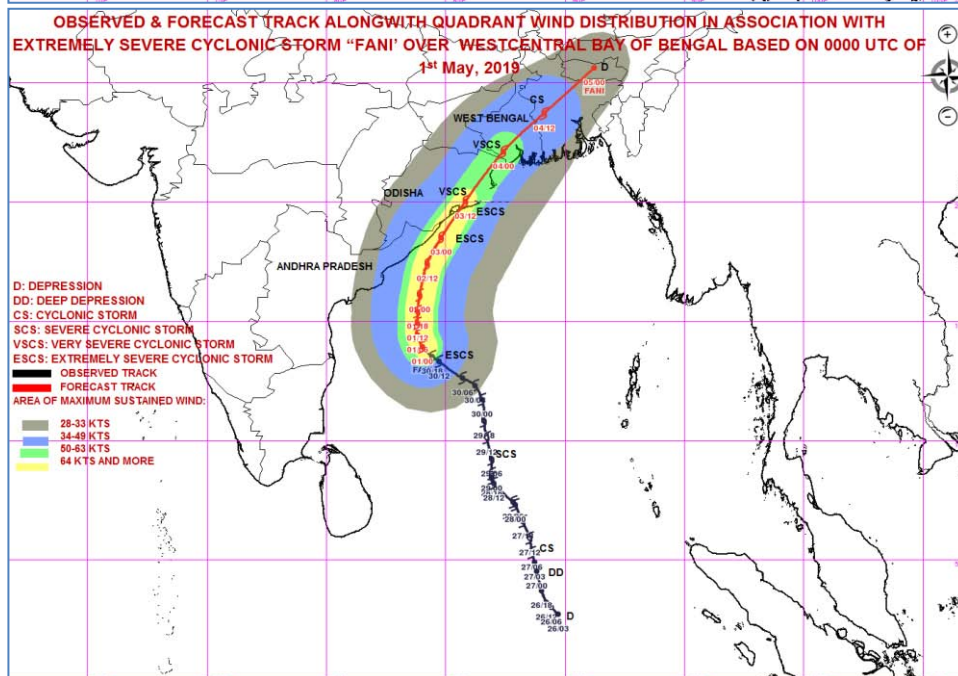 OBSERVED & FORECAST TRACK ALONGWITH QUADRANT WIND DISTRIBUTION IN ASSOCIATION WITH
EXTREMELY SEVERE CYCLONIC STORM "FANI' OVER WESTCENTRAL BAY OF BENGAL BASED ON 0000 UTC OF
1st May, 2019
D
05/00
FANI
CS
WEST BENGAL
04/12
VSCS
04/00
ODISHA
VSCS
ESCS
03/12
ESCS
03/00
ANDHRA PRADESH
02/12
01/18
01/12
ESCS
01/00
30/18
30/12
30/06
30/00
29/18
29/12
SCS
29/06
29/00
28/12
28/00
CS
27/12
27/06
DD
27/03
27/00
26/18
D
26/06
26/03
D: DEPRESSION
DD: DEEP DEPRESSION
CS: CYCLONIC STORM
SCS: SEVERE CYCLONIC STORM
VSCS: VERY SEVERE CYCLONIC STORM
ESCS: EXTREMELY SEVERE CYCLONIC STORM
OBSERVED TRACK
FORECAST TRACK
AREA OF MAXIMUM SUSTAINED WIND:
28-33 KTS
34-49 KTS
50-63 KTS
64 KTS AND MORE